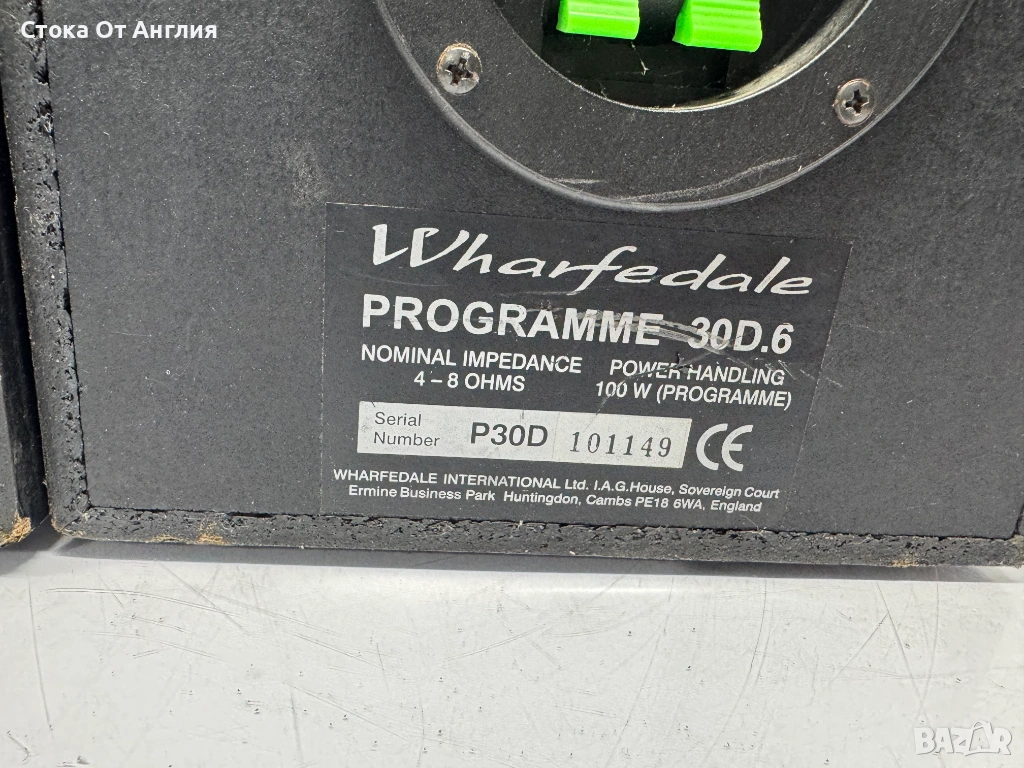 Стока От Англия
Wharfedale
PROGRAMME 30D.6
NOMINAL IMPEDANCE
4 – 8 OHMS
POWER HANDLING
100 W (PROGRAMME)
Serial
Number
P30D 101149 CE
WHARFEDALE INTERNATIONAL Ltd. I.A.G.House, Sovereign Court
Ermine Business Park Huntingdon, Cambs PE18 6WA, England
BAZAR